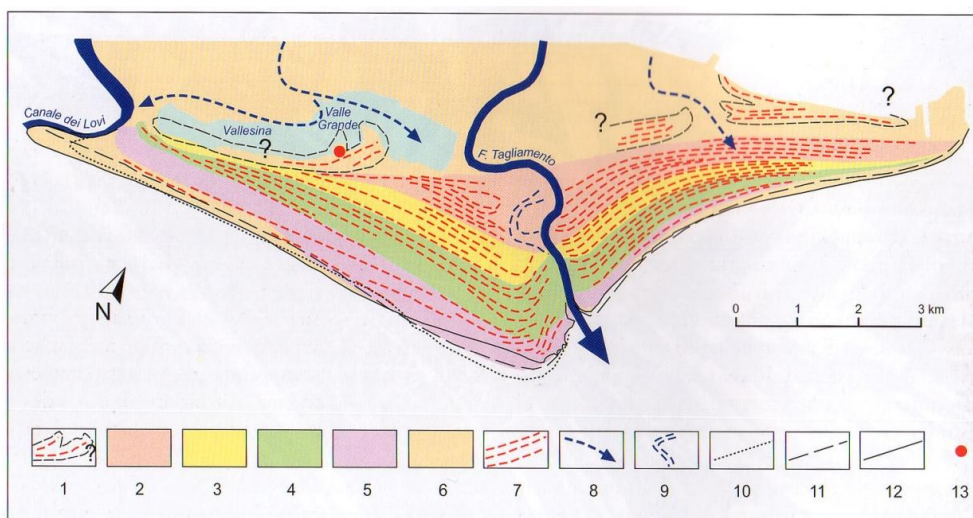 Canale dei Lovi
Vallesina
Valle
Grande
?
F. Tagliamento
?
?
N
0 1 2 3 km
?
1 2 3 4 5 6 7 8 9 10 11 12 13